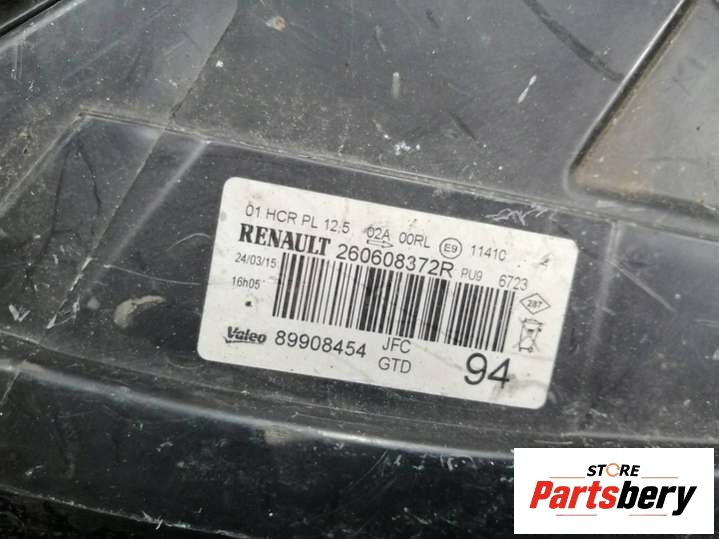 01 HCR PL 12,5 02A 00RL E9 11410 4
RENAULT 260608372R PU9 6723
24/03/15
16h05
287
Valeo 89908454 JFC
GTD 94
STORE
Partsbery